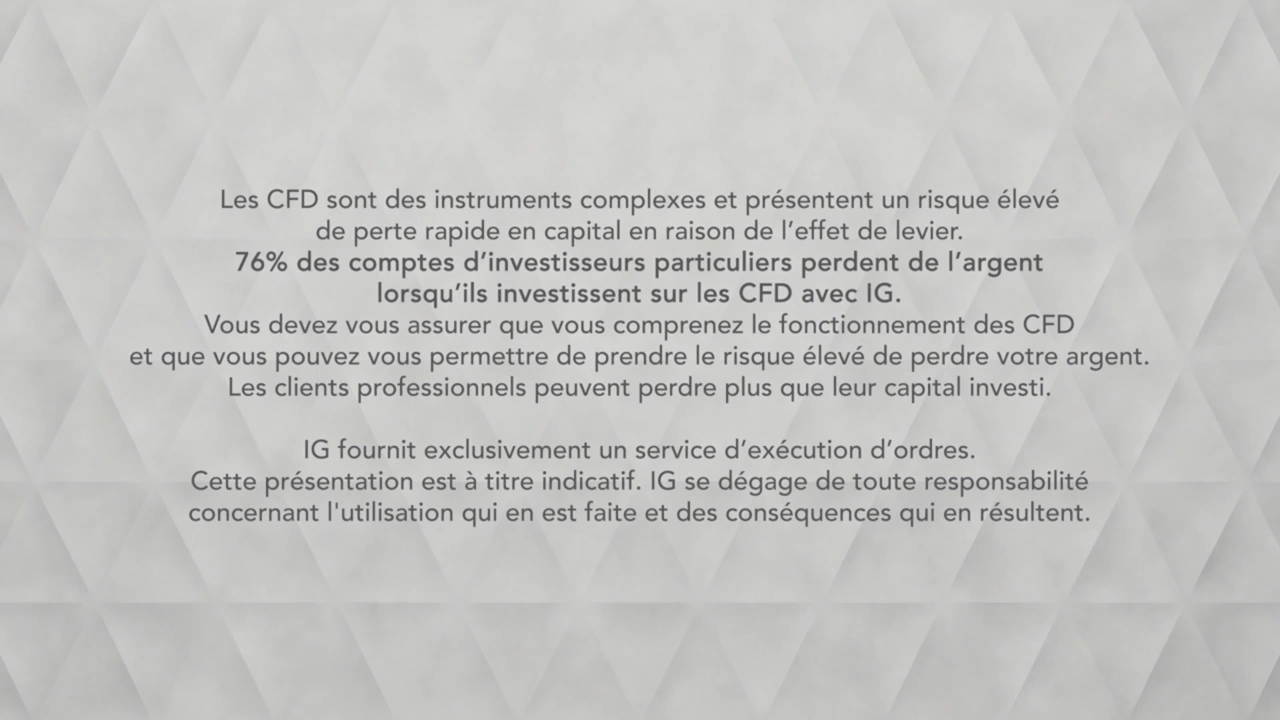 Les CFD sont des instruments complexes et présentent un risque élevé
de perte rapide en capital en raison de l’effet de levier.
76% des comptes d’investisseurs particuliers perdent de l’argent
lorsqu’ils investissent sur les CFD avec IG.
Vous devez vous assurer que vous comprenez le fonctionnement des CFD
et que vous pouvez vous permettre de prendre le risque élevé de perdre votre argent.
Les clients professionnels peuvent perdre plus que leur capital investi.
IG fournit exclusivement un service d’exécution d’ordres.
Cette présentation est à titre indicatif. IG se dégage de toute responsabilité
concernant l'utilisation qui en est faite et des conséquences qui en résultent.